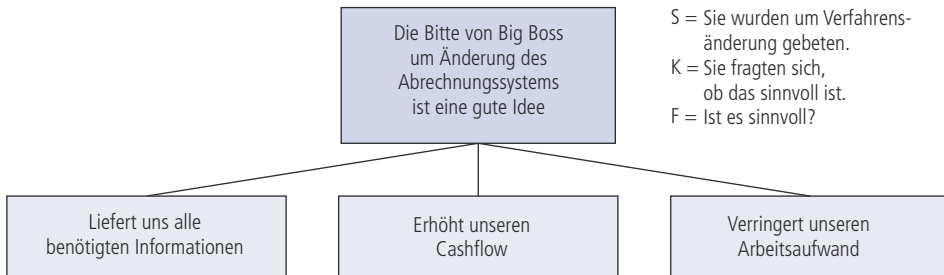 Die Bitte von Big Boss
um Änderung des
Abrechnungssystems
ist eine gute Idee
S = Sie wurden um Verfahrens-
änderung gebeten.
K = Sie fragten sich,
ob das sinnvoll ist.
F = Ist es sinnvoll?
Liefert uns alle
benötigten Informationen
Erhöht unseren
Cashflow
Verringert unseren
Arbeitsaufwand